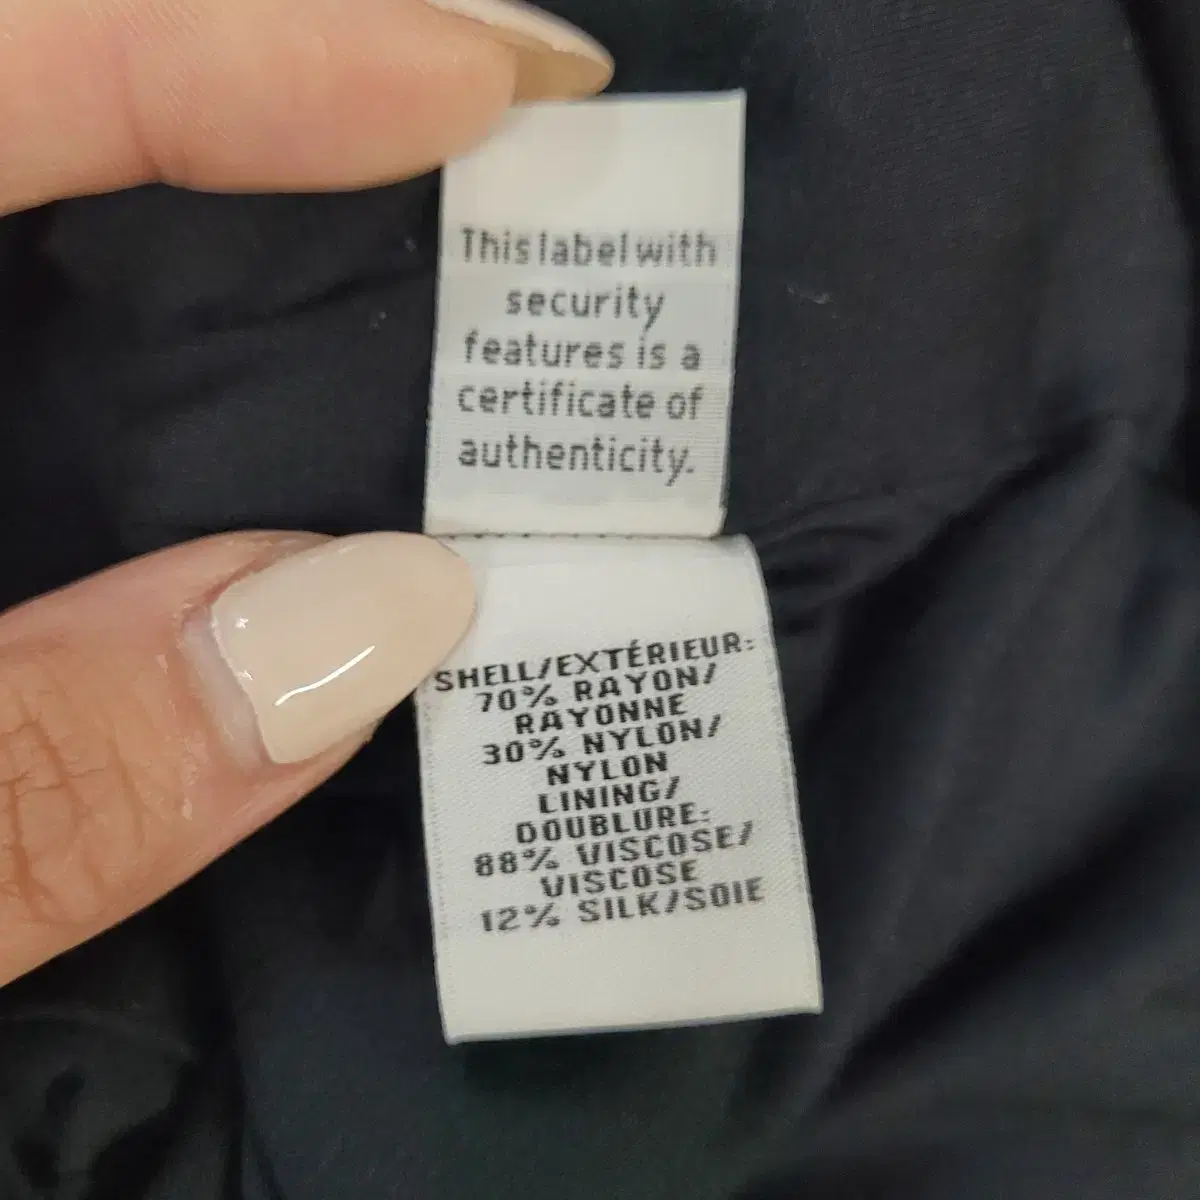 This label with
security
features is a
certificate of
authenticity.
SHELL/EXTÉRIEUR:
70% RAYON/
RAYONNE
30% NYLON/
NYLON
LINING/
DOUBLURE:
88% VISCOSE/
VISCOSE
12% SILK/SOIE